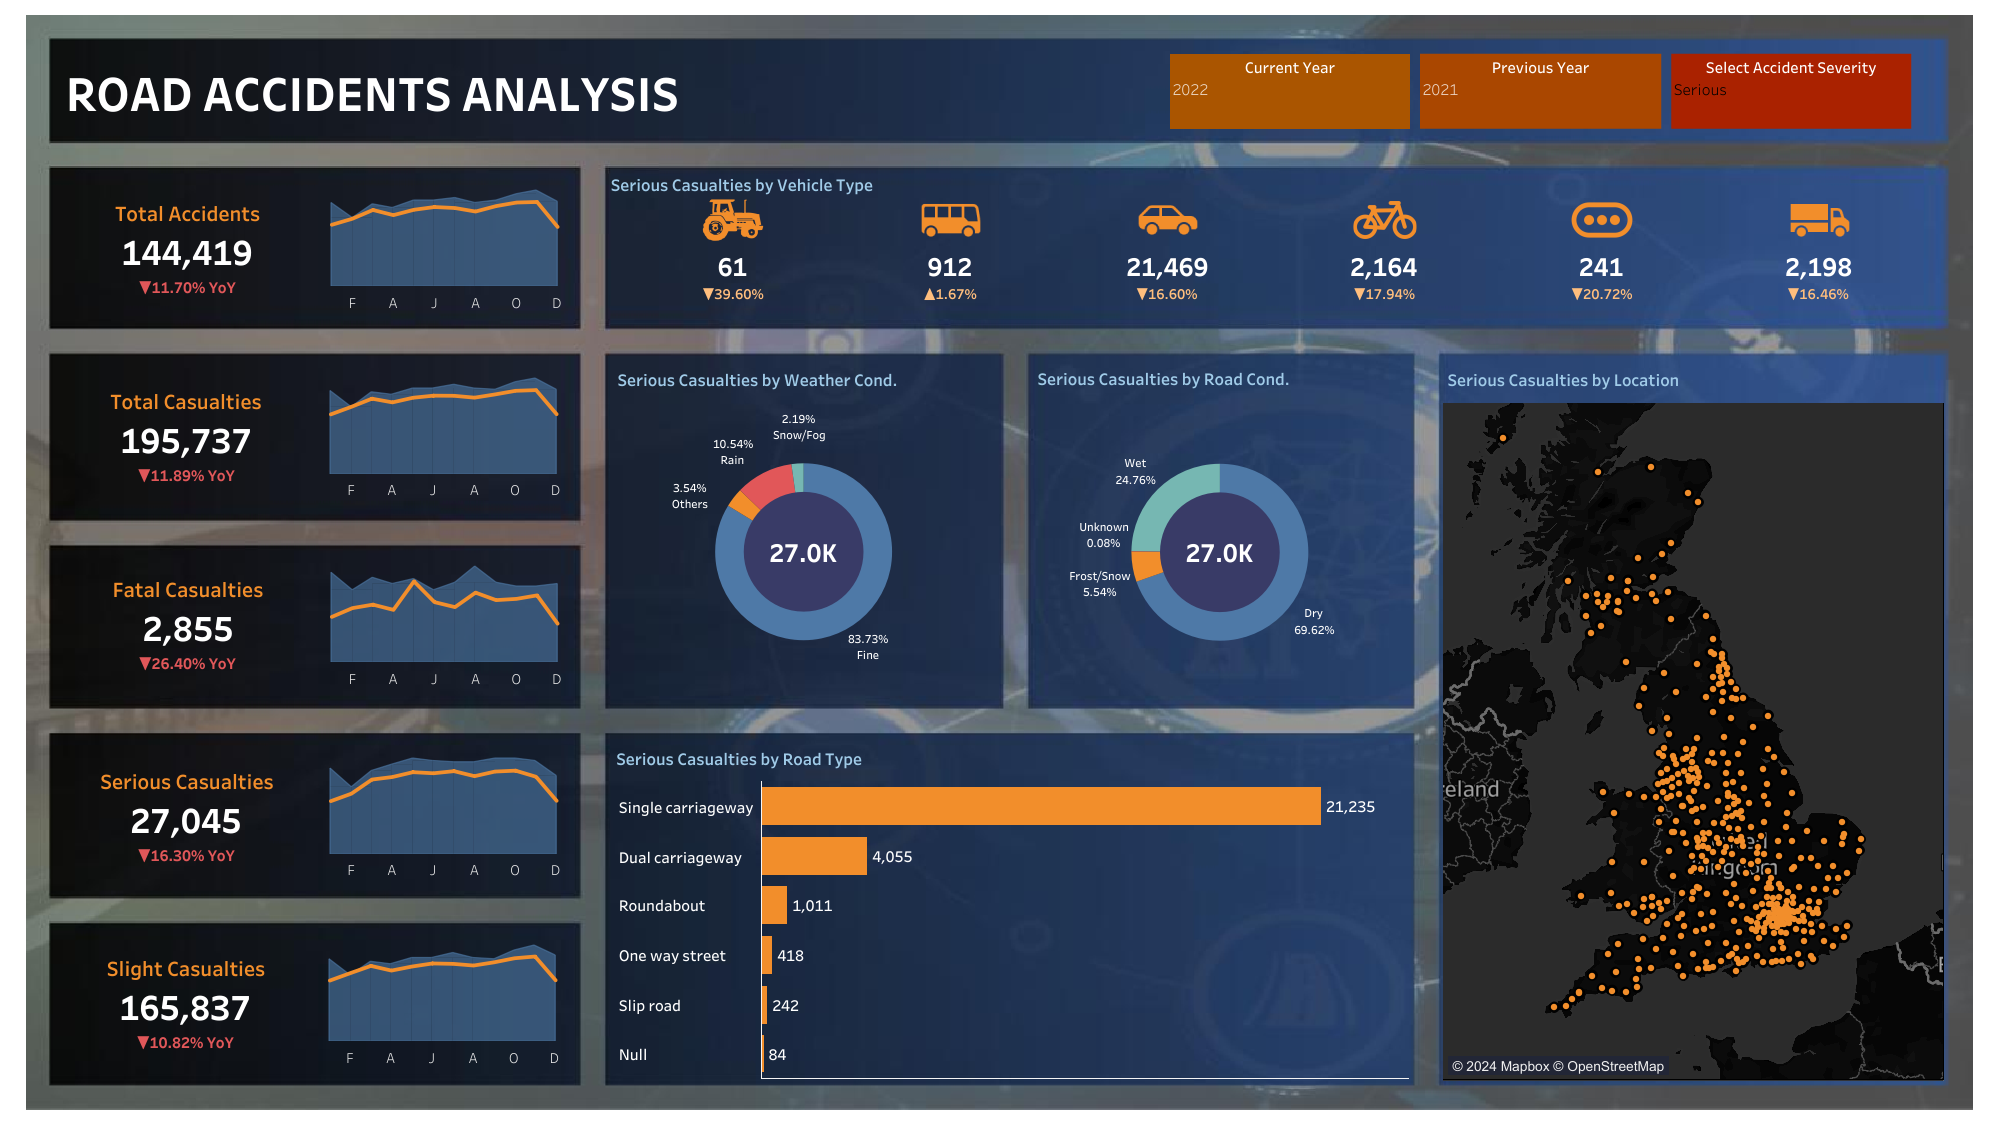 ROAD ACCIDENTS ANALYSIS
Current Year
2022
Previous Year
2021
Select Accident Severity
Serious
Total Accidents
144,419
▼11.70% YoY
F A J A O D
Total Casualties
195,737
▼11.89% YoY
F A J A O D
Fatal Casualties
2,855
▼26.40% YoY
F A J A O D
Serious Casualties
27,045
▼16.30% YoY
F A J A O D
Slight Casualties
165,837
▼10.82% YoY
F A J A O D
Serious Casualties by Vehicle Type
61 912 21,469 2,164 241 2,198
▼39.60% ▲1.67% ▼16.60% ▼17.94% ▼20.72% ▼16.46%
Serious Casualties by Weather Cond.
2.19%
Snow/Fog
10.54%
Rain
3.54%
Others
27.0K
83.73%
Fine
Serious Casualties by Road Cond.
Wet
24.76%
Unknown
0.08%
27.0K
Frost/Snow
5.54%
Dry
69.62%
Serious Casualties by Road Type
Single carriageway 21,235
Dual carriageway 4,055
Roundabout 1,011
One way street 418
Slip road 242
Null 84
Serious Casualties by Location
reland
© 2024 Mapbox © OpenStreetMap